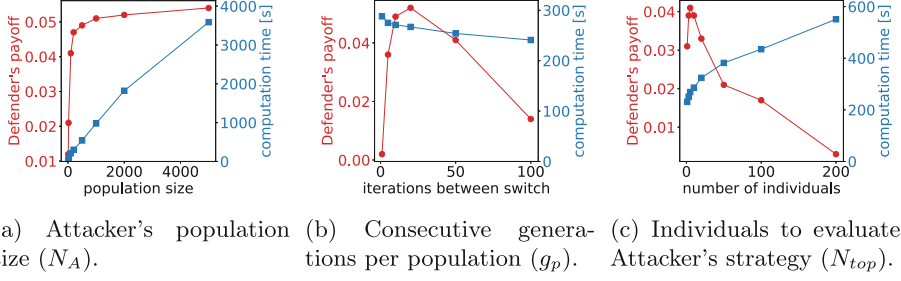 0.05
0.04
0.03
0.02
0.01
Defender's payoff
4000
3000
2000
1000
0
computation time [s]
0 2000 4000
population size
0.04
0.02
0.00
Defender's payoff
300
200
100
0
computation time [s]
0 50 100
iterations between switch
0.04
0.03
0.02
0.01
Defender's payoff
600
400
200
0
computation time [s]
0 100 200
number of individuals
a) Attacker's population
ize (N_A).
(b) Consecutive genera-
tions per population (g_p).
(c) Individuals to evaluate
Attacker's strategy (N_top).